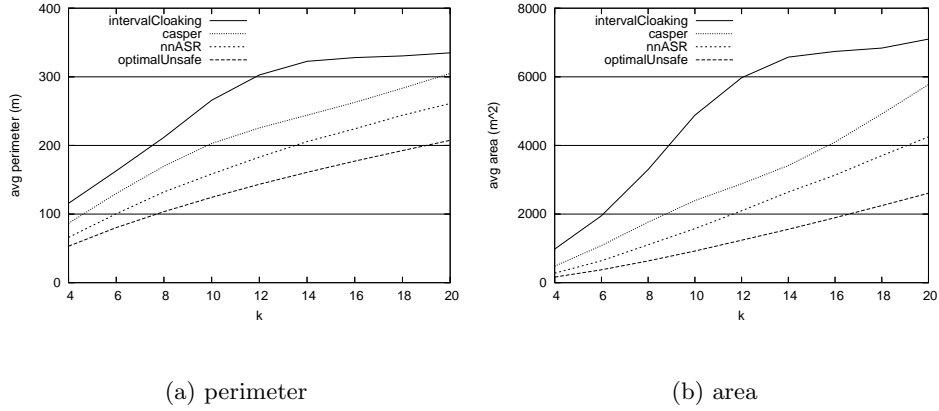 400
300
200
100
0
avg perimeter (m)
intervalCloaking
casper
nnASR
optimalUnsafe
4 6 8 10 12 14 16 18 20
k
(a) perimeter
8000
6000
4000
2000
0
avg area (m^2)
intervalCloaking
casper
nnASR
optimalUnsafe
4 6 8 10 12 14 16 18 20
k
(b) area